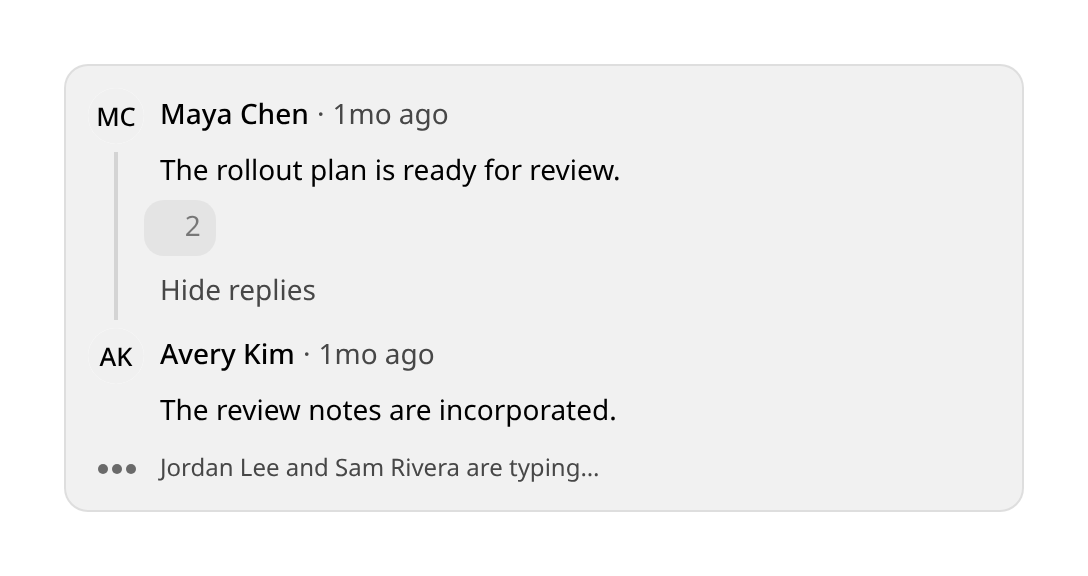 MC Maya Chen · 1mo ago
The rollout plan is ready for review.
2
Hide replies
AK Avery Kim · 1mo ago
The review notes are incorporated.
Jordan Lee and Sam Rivera are typing...